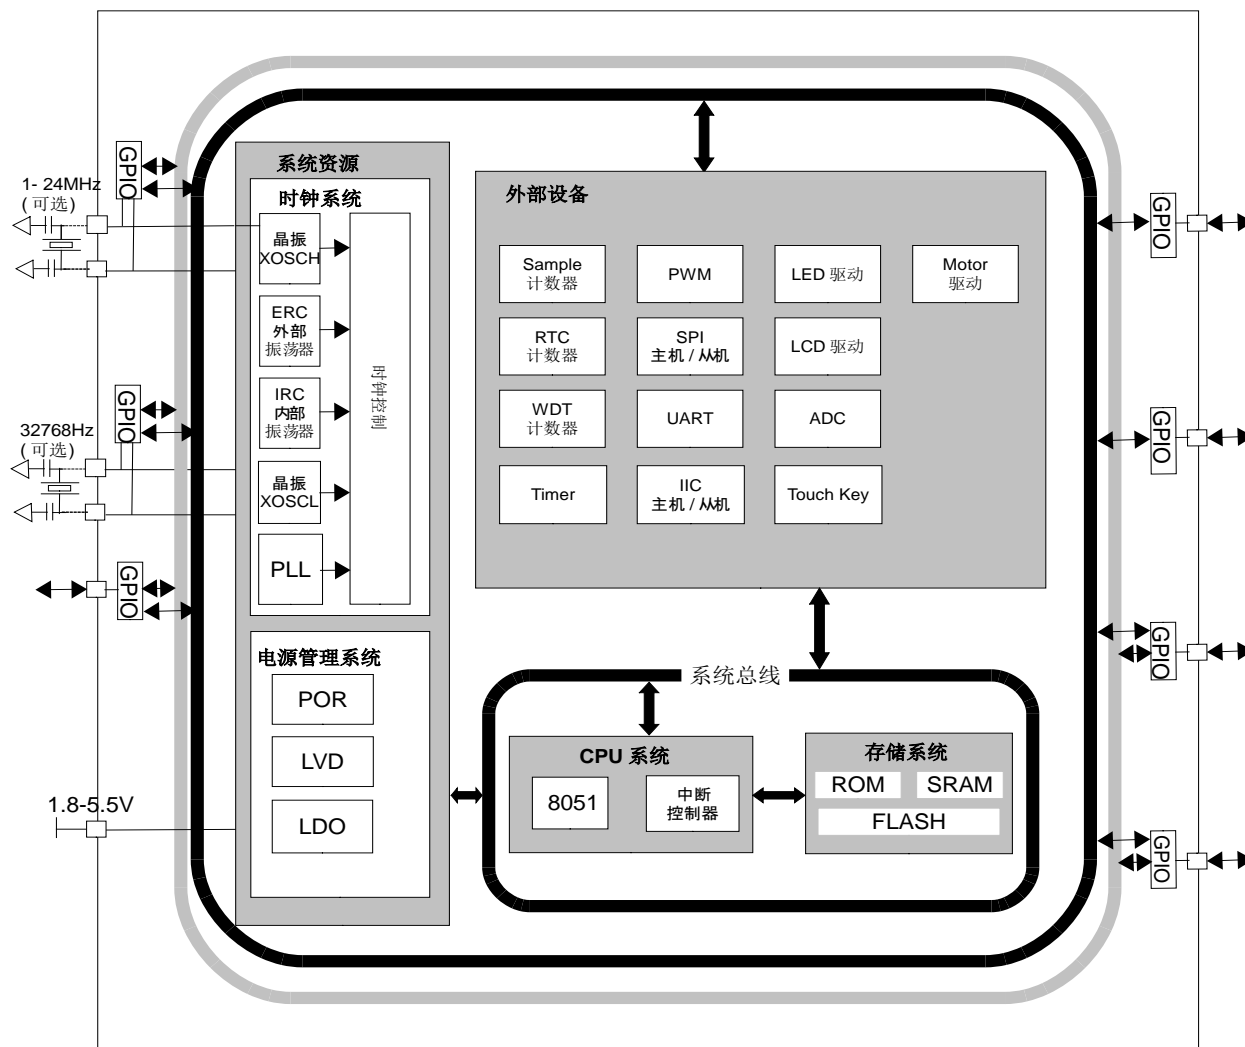 GPIO
1- 24MHz
( 可选 )
GPIO
32768Hz
( 可选 )
GPIO
1.8-5.5V
系统资源
时钟系统
晶振
XOSCH
ERC
外部
振荡器
IRC
内部
振荡器
晶振
XOSCL
PLL
时钟控制
电源管理系统
POR
LVD
LDO
外部设备
Sample
计数器
PWM
LED 驱动
Motor
驱动
RTC
计数器
SPI
主机 / 从机
LCD 驱动
WDT
计数器
UART
ADC
Timer
IIC
主机 / 从机
Touch Key
系统总线
CPU 系统
8051
中断
控制器
存储系统
ROM
SRAM
FLASH
GPIO
GPIO
GPIO
GPIO